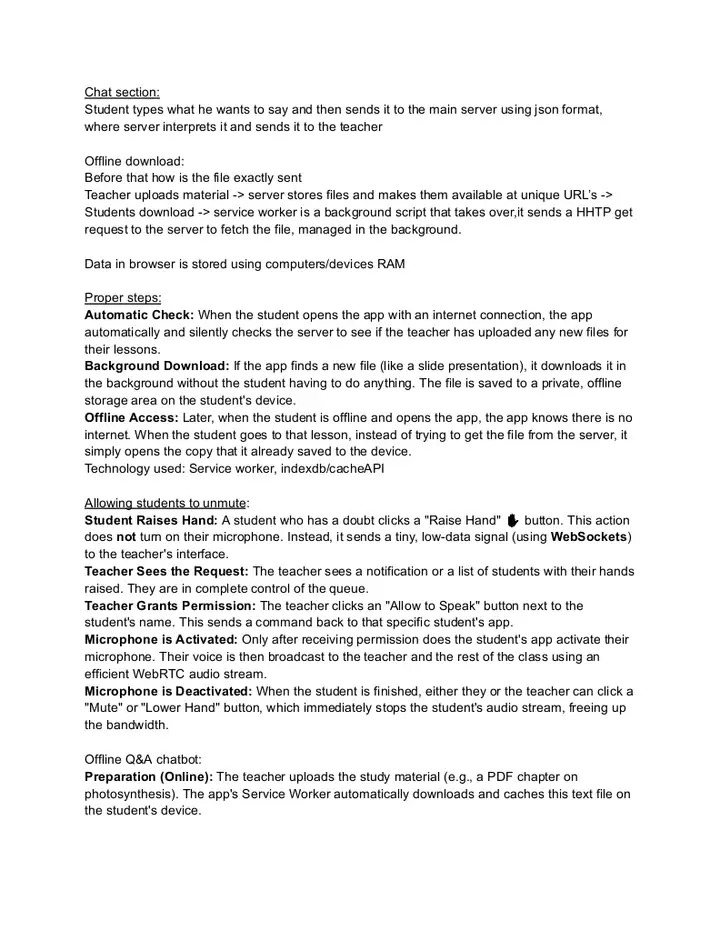 Chat section:
Student types what he wants to say and then sends it to the main server using json format,
where server interprets it and sends it to the teacher
Offline download:
Before that how is the file exactly sent
Teacher uploads material -> server stores files and makes them available at unique URL's ->
Students download -> service worker is a background script that takes over,it sends a HHTP get
request to the server to fetch the file, managed in the background.
Data in browser is stored using computers/devices RAM
Proper steps:
Automatic Check: When the student opens the app with an internet connection, the app
automatically and silently checks the server to see if the teacher has uploaded any new files for
their lessons.
Background Download: If the app finds a new file (like a slide presentation), it downloads it in
the background without the student having to do anything. The file is saved to a private, offline
storage area on the student's device.
Offline Access: Later, when the student is offline and opens the app, the app knows there is no
internet. When the student goes to that lesson, instead of trying to get the file from the server, it
simply opens the copy that it already saved to the device.
Technology used: Service worker, indexdb/cacheAPI
Allowing students to unmute:
Student Raises Hand: A student who has a doubt clicks a "Raise Hand" ✋ button. This action
does not turn on their microphone. Instead, it sends a tiny, low-data signal (using WebSockets)
to the teacher's interface.
Teacher Sees the Request: The teacher sees a notification or a list of students with their hands
raised. They are in complete control of the queue.
Teacher Grants Permission: The teacher clicks an "Allow to Speak" button next to the
student's name. This sends a command back to that specific student's app.
Microphone is Activated: Only after receiving permission does the student's app activate their
microphone. Their voice is then broadcast to the teacher and the rest of the class using an
efficient WebRTC audio stream.
Microphone is Deactivated: When the student is finished, either they or the teacher can click a
"Mute" or "Lower Hand" button, which immediately stops the student's audio stream, freeing up
the bandwidth.
Offline Q&A chatbot:
Preparation (Online): The teacher uploads the study material (e.g., a PDF chapter on
photosynthesis). The app's Service Worker automatically downloads and caches this text file on
the student's device.